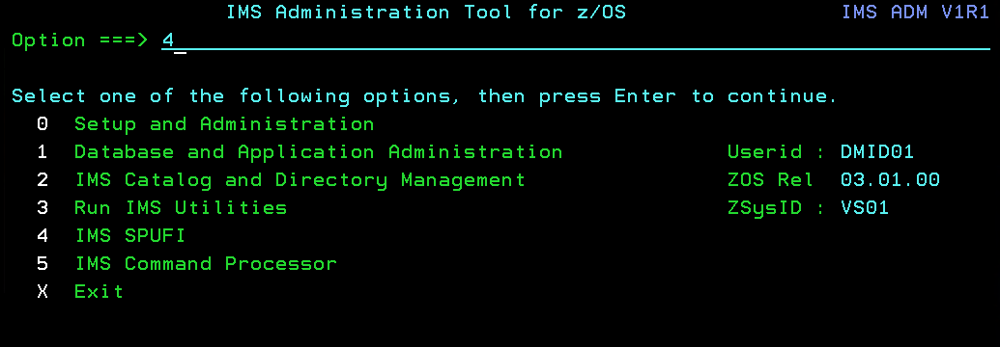 IMS Administration Tool for z/OS IMS ADM V1R1
Option ===> 4_
Select one of the following options, then press Enter to continue.
0 Setup and Administration
1 Database and Application Administration Userid : DMID01
2 IMS Catalog and Directory Management ZOS Rel 03.01.00
3 Run IMS Utilities ZSysID : VS01
4 IMS SPUFI
5 IMS Command Processor
X Exit